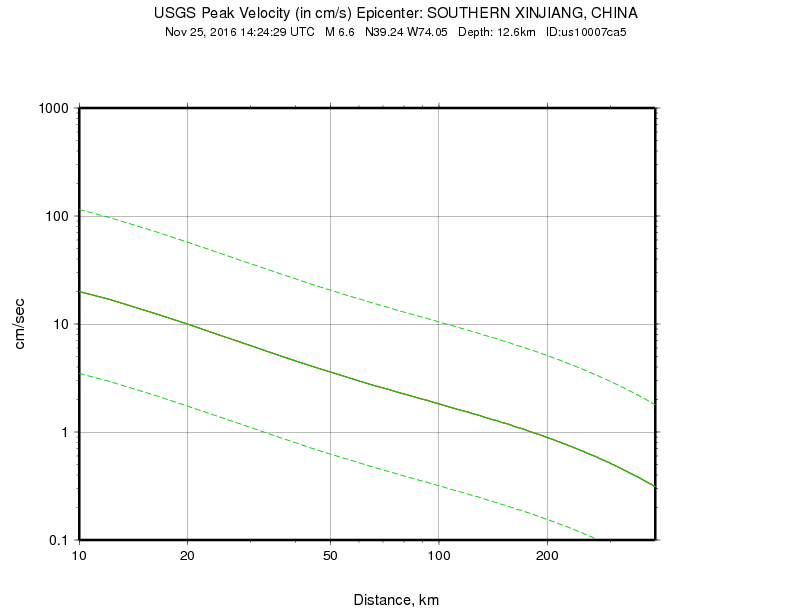 USGS Peak Velocity (in cm/s) Epicenter: SOUTHERN XINJIANG, CHINA
Nov 25, 2016 14:24:29 UTC M 6.6 N39.24 W74.05 Depth: 12.6km ID:us10007ca5
1000
100
10
1
0.1
cm/sec
10 20 50 100 200
Distance, km